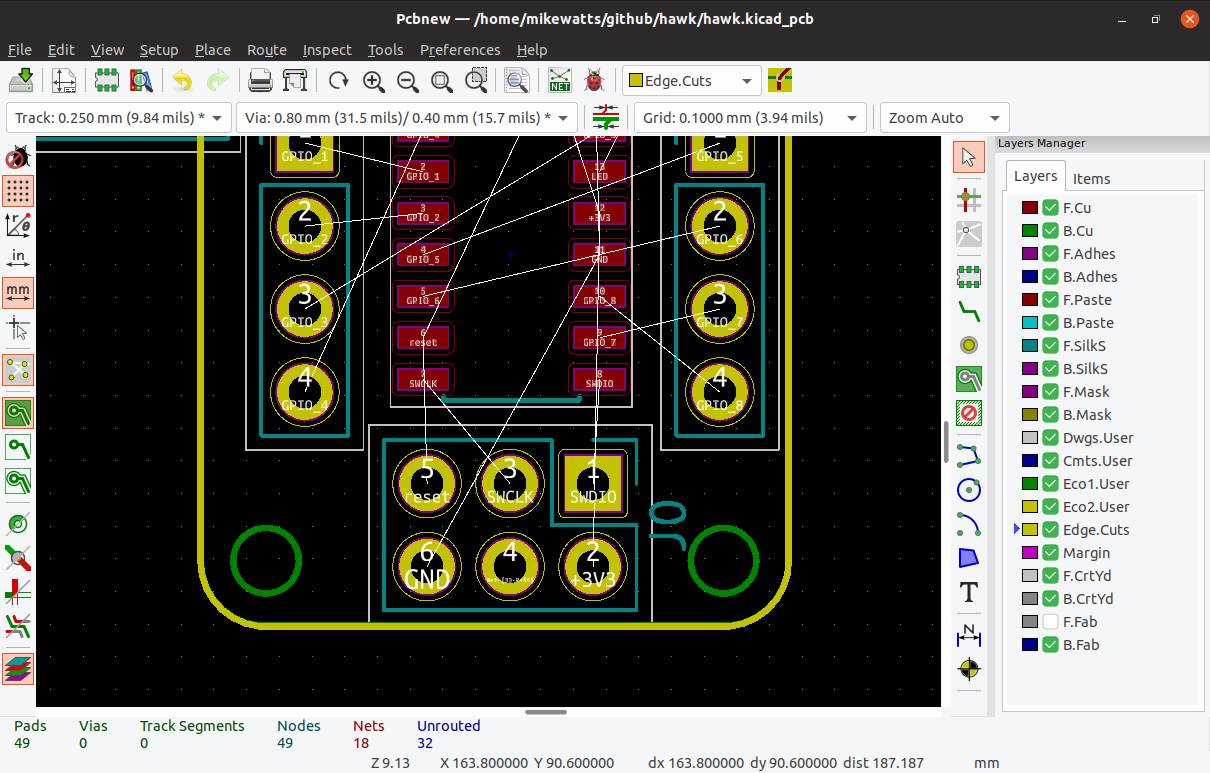 Pcbnew — /home/mikewatts/github/hawk/hawk.kicad_pcb
File Edit View Setup Place Route Inspect Tools Preferences Help
NET
Edge.Cuts
Track: 0.250 mm (9.84 mils) *
Via: 0.80 mm (31.5 mils)/ 0.40 mm (15.7 mils) *
Grid: 0.1000 mm (3.94 mils)
Zoom Auto
in
mm
GPIO_1
2
GPIO_2
3
GPIO_3
4
GPIO_4
2
GPIO_1
3
GPIO_2
4
GPIO_5
5
GPIO_6
6
reset
7
SWCLK
13
LED
12
+3V3
11
GND
10
GPIO_8
9
GPIO_7
8
SWDIO
GPIO_5
2
GPIO_6
3
GPIO_7
4
GPIO_8
5
reset
3
SWCLK
1
SWDIO
6
GND
4
2
+3V3
T
N
Layers Manager
Layers Items
F.Cu
B.Cu
F.Adhes
B.Adhes
F.Paste
B.Paste
F.SilkS
B.SilkS
F.Mask
B.Mask
Dwgs.User
Cmts.User
Eco1.User
Eco2.User
Edge.Cuts
Margin
F.CrtYd
B.CrtYd
F.Fab
B.Fab
Pads Vias Track Segments Nodes Nets Unrouted
49 0 0 49 18 32
Z 9.13 X 163.800000 Y 90.600000 dx 163.800000 dy 90.600000 dist 187.187 mm